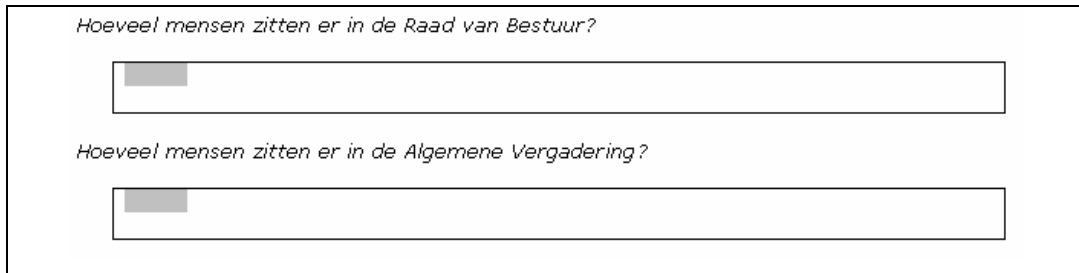 Hoeveel mensen zitten er in de Raad van Bestuur?
Hoeveel mensen zitten er in de Algemene Vergadering?